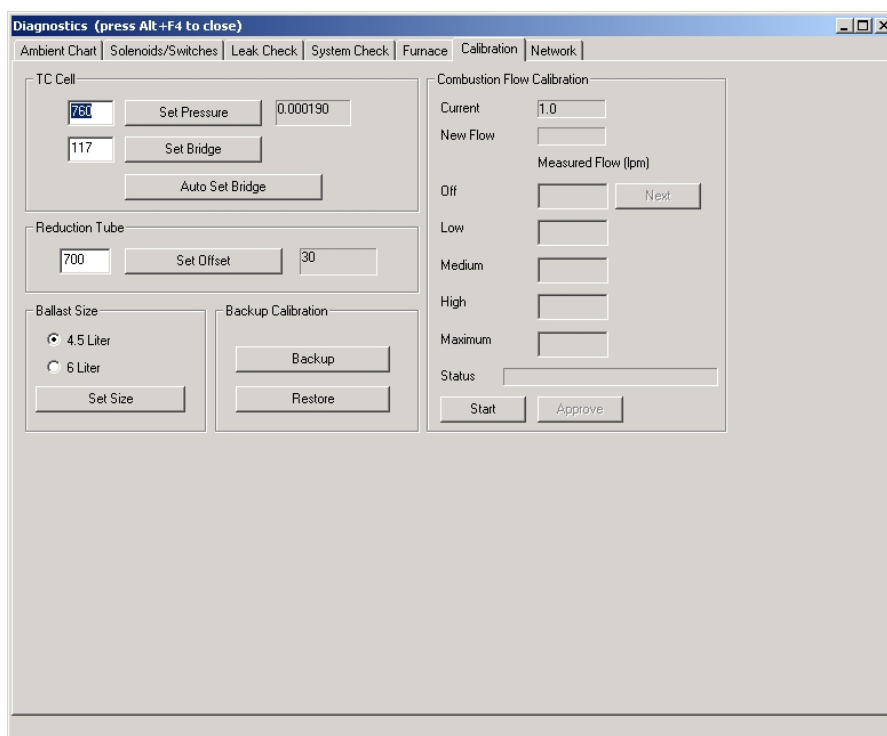 Diagnostics (press Alt+F4 to close)
Ambient Chart Solenoids/Switches Leak Check System Check Furnace Calibration Network
TC Cell
760 Set Pressure 0.000190
117 Set Bridge
Auto Set Bridge
Reduction Tube
700 Set Offset 30
Ballast Size
4.5 Liter
6 Liter
Set Size
Backup Calibration
Backup
Restore
Combustion Flow Calibration
Current 1.0
New Flow
Measured Flow (lpm)
Off Next
Low
Medium
High
Maximum
Status
Start Approve